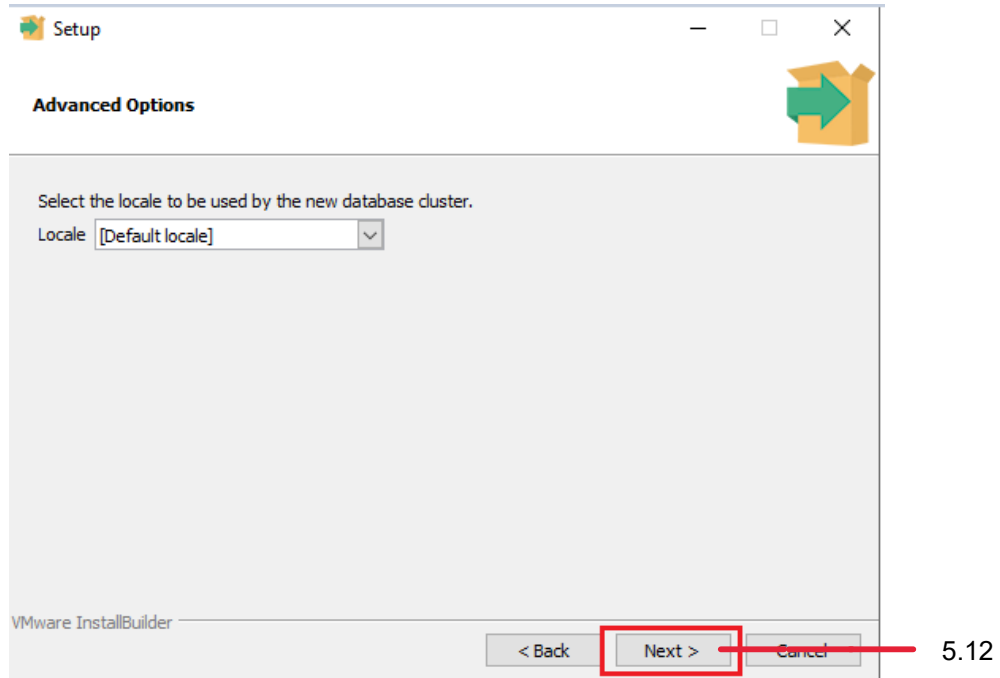 Setup
Advanced Options
Select the locale to be used by the new database cluster.
Locale [Default locale]
VMware InstallBuilder
< Back Next > Cancel 5.12